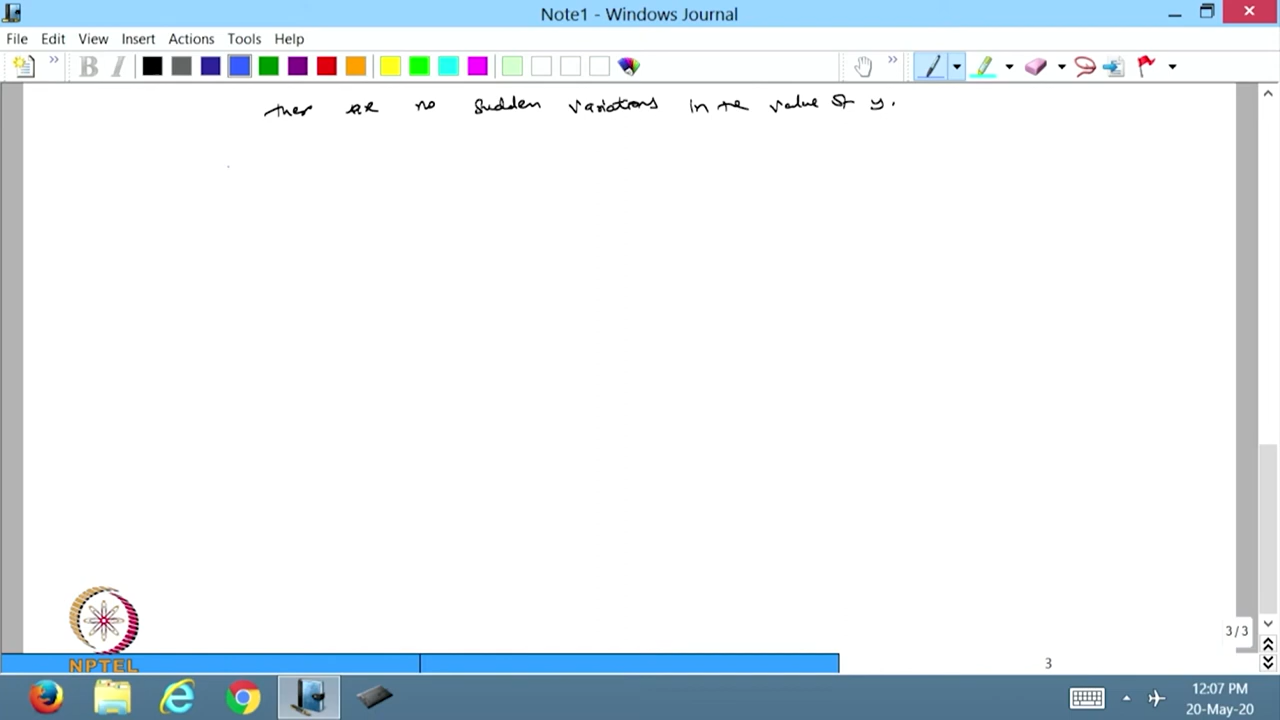 Note1 - Windows Journal
File Edit View Insert Actions Tools Help
B I
ther are no sudden variations in the value of y.
3 / 3
3
NPTEL
12:07 PM
20-May-20